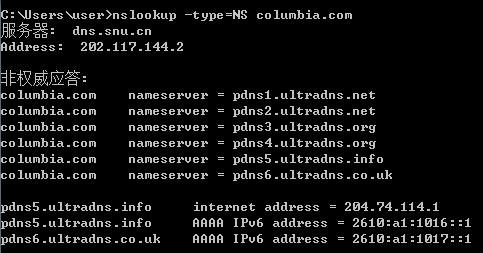 C:\Users\user>nslookup -type=NS columbia.com
服务器:  dns.snu.cn
Address:  202.117.144.2
非权威应答:
columbia.com    nameserver = pdns1.ultradns.net
columbia.com    nameserver = pdns2.ultradns.net
columbia.com    nameserver = pdns3.ultradns.org
columbia.com    nameserver = pdns4.ultradns.org
columbia.com    nameserver = pdns5.ultradns.info
columbia.com    nameserver = pdns6.ultradns.co.uk
pdns5.ultradns.info     internet address = 204.74.114.1
pdns5.ultradns.info     AAAA IPv6 address = 2610:a1:1016::1
pdns6.ultradns.co.uk    AAAA IPv6 address = 2610:a1:1017::1